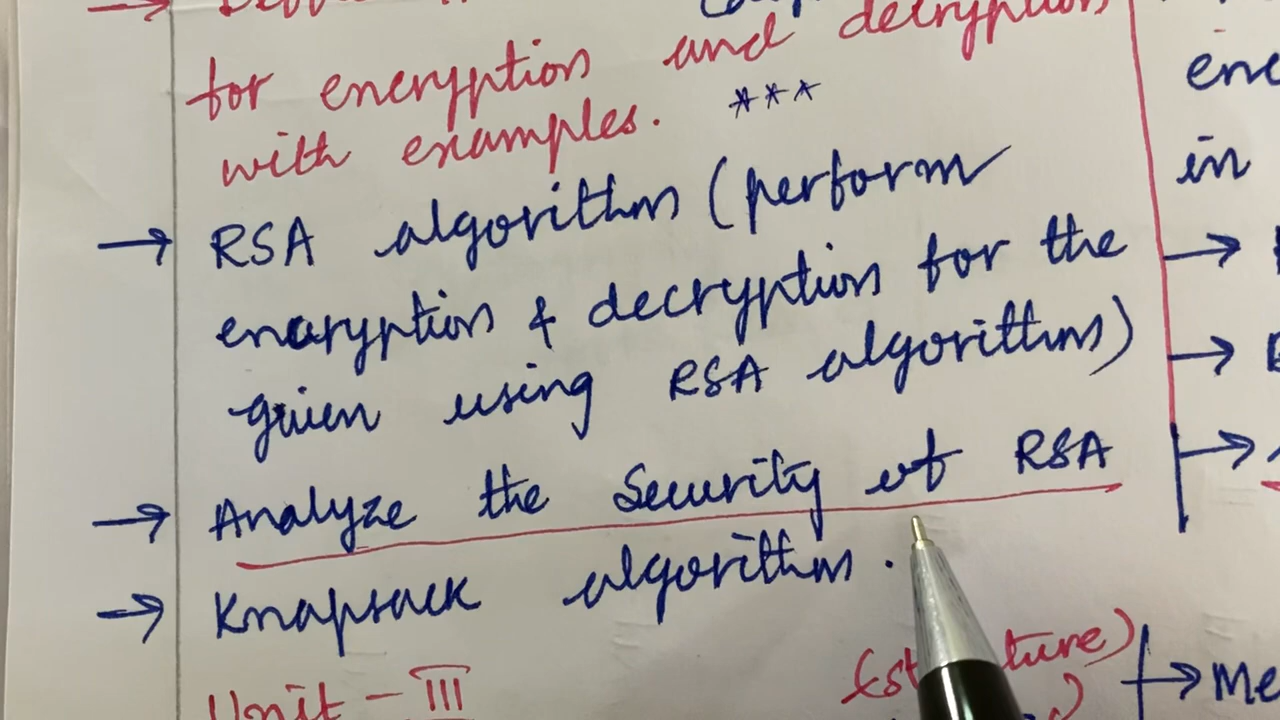 for encryption and decryption
with examples. ***
→ RSA algorithm (perform
encryption & decryption for the
given using RSA algorithm)
→ Analyze the Security of RSA
→ Knapsack algorithm.
Unit - III
in
→ Me